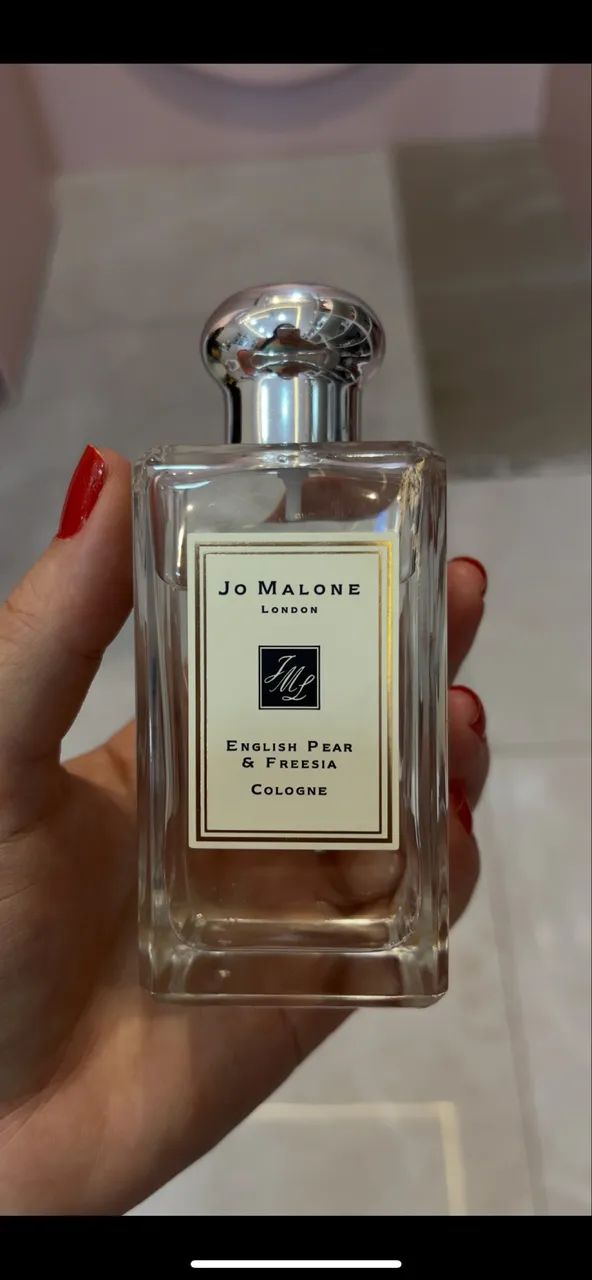 Jo Malone
London
JML
English Pear
& Freesia
Cologne